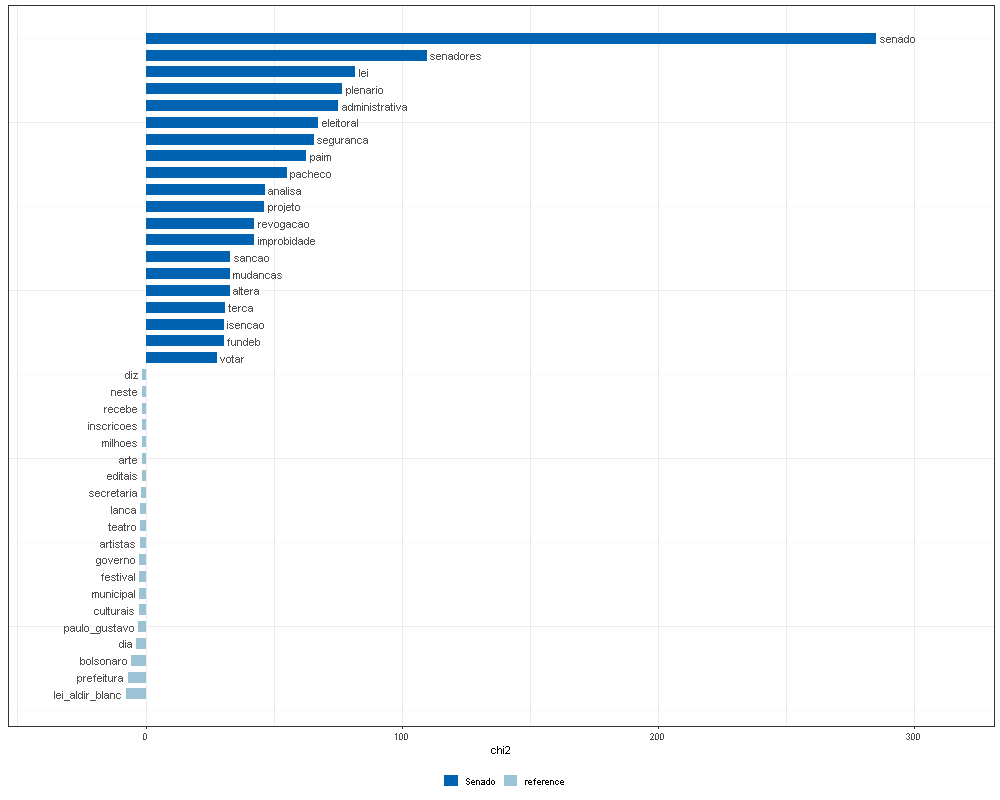 senado
senadores
lei
plenario
administrativa
eleitoral
seguranca
paim
pacheco
analisa
projeto
revogacao
improbidade
sancao
mudancas
altera
terca
isencao
fundeb
votar
diz
neste
recebe
inscricoes
milhoes
arte
editais
secretaria
lanca
teatro
artistas
governo
festival
municipal
culturais
paulo_gustavo
dia
bolsonaro
prefeitura
lei_aldir_blanc
0 100 200 300
chi2
Senado reference